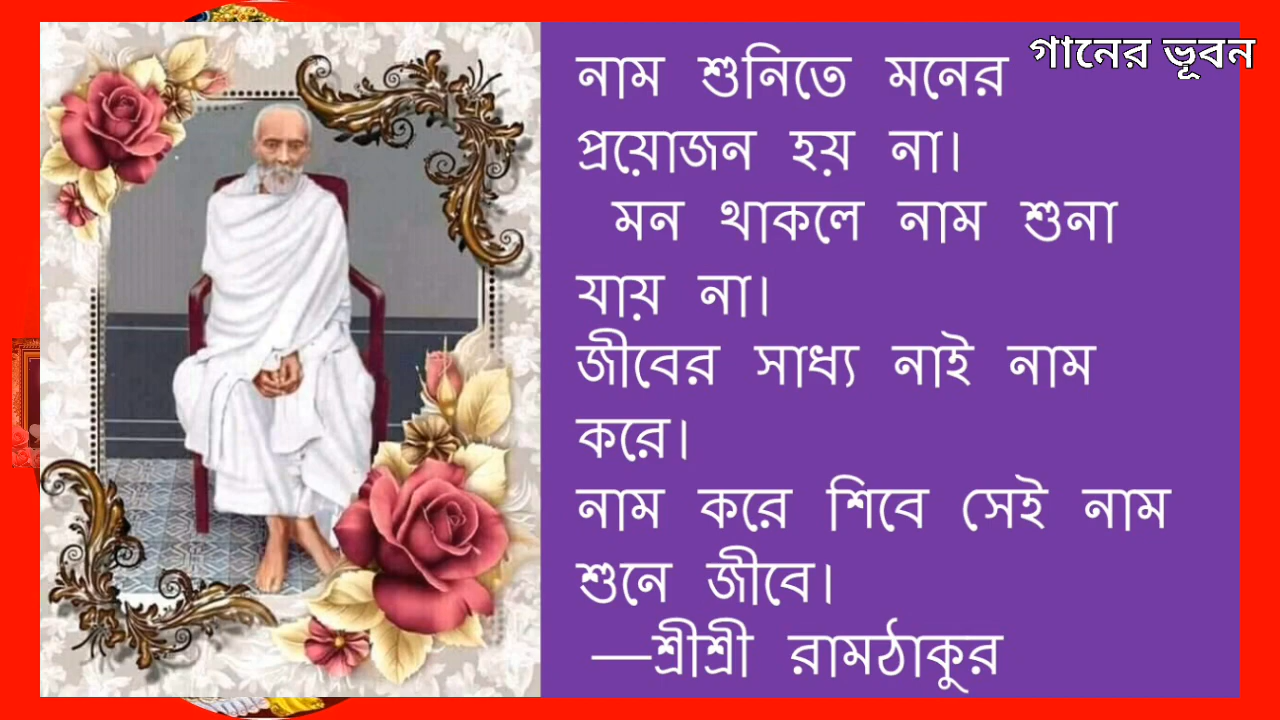 গানের ভূবন
নাম শুনিতে মনের
প্রয়োজন হয় না।
মন থাকলে নাম শুনা
যায় না।
জীবের সাধ্য নাই নাম
করে।
নাম করে শিবে সেই নাম
শুনে জীবে।
—শ্রীশ্রী রামঠাকুর